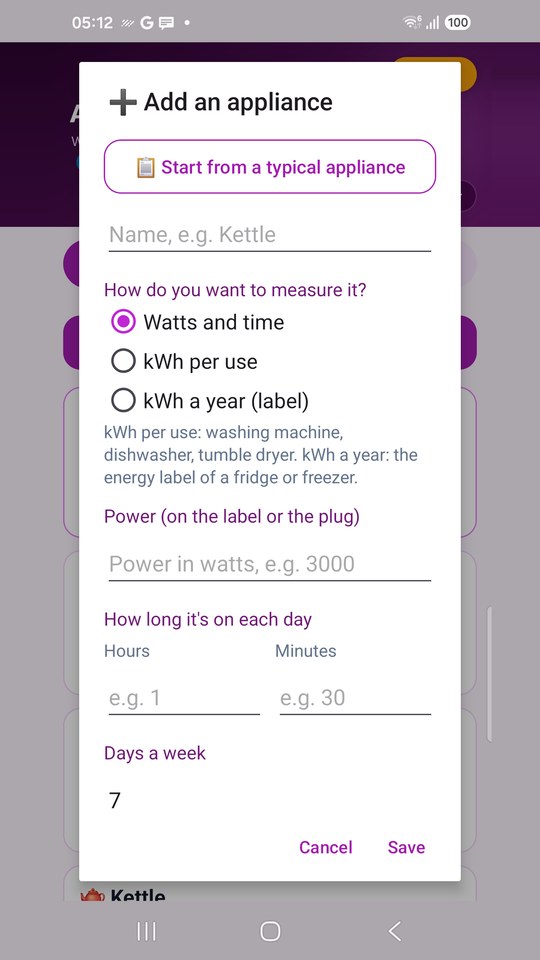 05:12
G
6
100
➕ Add an appliance
📋 Start from a typical appliance
Name, e.g. Kettle
How do you want to measure it?
Watts and time
kWh per use
kWh a year (label)
kWh per use: washing machine,
dishwasher, tumble dryer. kWh a year: the
energy label of a fridge or freezer.
Power (on the label or the plug)
Power in watts, e.g. 3000
How long it's on each day
Hours Minutes
e.g. 1 e.g. 30
Days a week
7
Cancel Save
Kettle